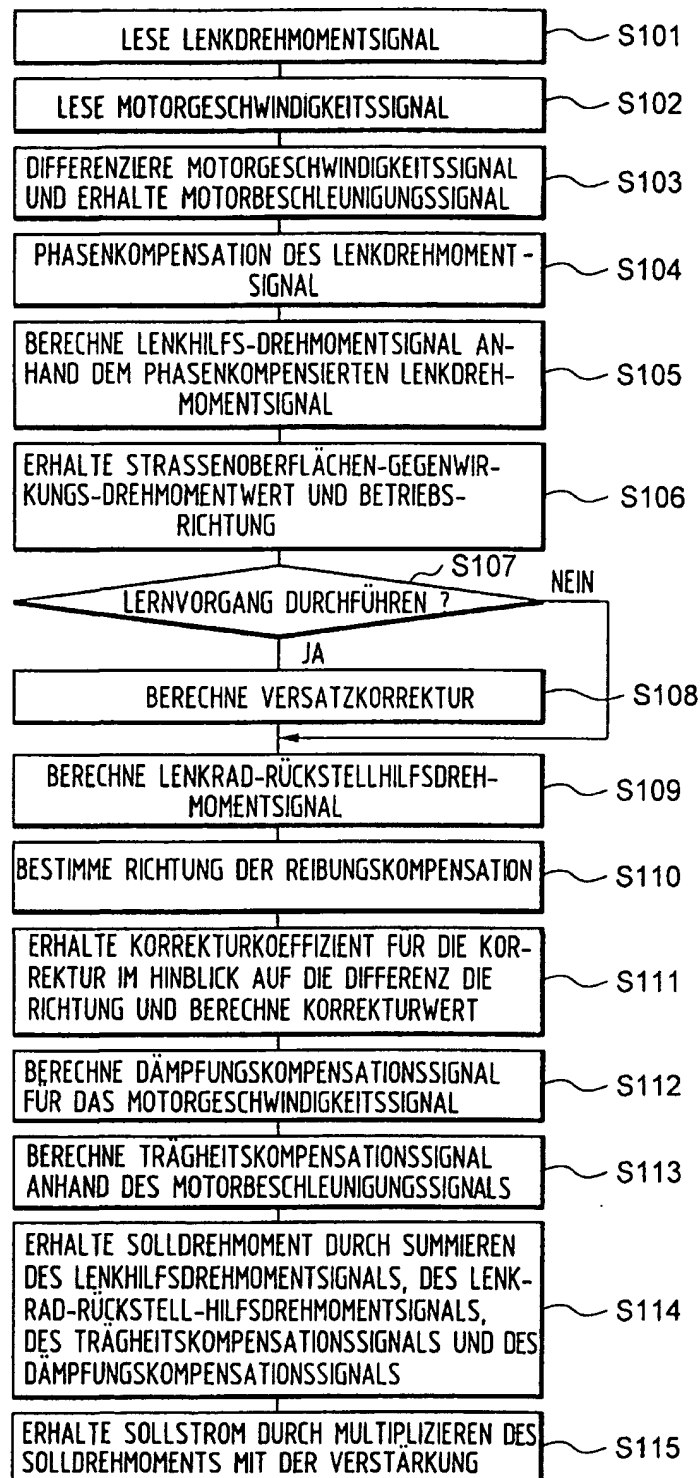 LESE LENKDREHMOMENTSIGNAL
S101
LESE MOTORGESCHWINDIGKEITSSIGNAL
S102
DIFFERENZIERE MOTORGESCHWINDIGKEITSSIGNAL
UND ERHALTE MOTORBESCHLEUNIGUNGSSIGNAL
S103
PHASENKOMPENSATION DES LENKDREHMOMENT-
SIGNAL
S104
BERECHNE LENKHILFS-DREHMOMENTSIGNAL AN-
HAND DEM PHASENKOMPENSIERTEN LENKDREH-
MOMENTSIGNAL
S105
ERHALTE STRASSENOBERFLÄCHEN-GEGENWIR-
KUNGS-DREHMOMENTWERT UND BETRIEBS-
RICHTUNG
S106
S107
LERNVORGANG DURCHFÜHREN ?
NEIN
JA
BERECHNE VERSATZKORREKTUR
S108
BERECHNE LENKRAD-RÜCKSTELLHILFSDREH-
MOMENTSIGNAL
S109
BESTIMME RICHTUNG DER REIBUNGSKOMPENSATION
S110
ERHALTE KORREKTURKOEFFIZIENT FÜR DIE KOR-
REKTUR IM HINBLICK AUF DIE DIFFERENZ DIE
RICHTUNG UND BERECHNE KORREKTURWERT
S111
BERECHNE DÄMPFUNGSKOMPENSATIONSSIGNAL
FÜR DAS MOTORGESCHWINDIGKEITSSIGNAL
S112
BERECHNE TRÄGHEITSKOMPENSATIONSSIGNAL
ANHAND DES MOTORBESCHLEUNIGUNGSSIGNALS
S113
ERHALTE SOLLDREHMOMENT DURCH SUMMIEREN
DES LENKHILFSDREHMOMENTSIGNALS, DES LENK-
RAD-RÜCKSTELL-HILFSDREHMOMENTSIGNALS,
DES TRÄGHEITSKOMPENSATIONSSIGNALS UND DES
DÄMPFUNGSKOMPENSATIONSSIGNALS
S114
ERHALTE SOLLSTROM DURCH MULTIPLIZIEREN DES
SOLLDREHMOMENTS MIT DER VERSTÄRKUNG
S115